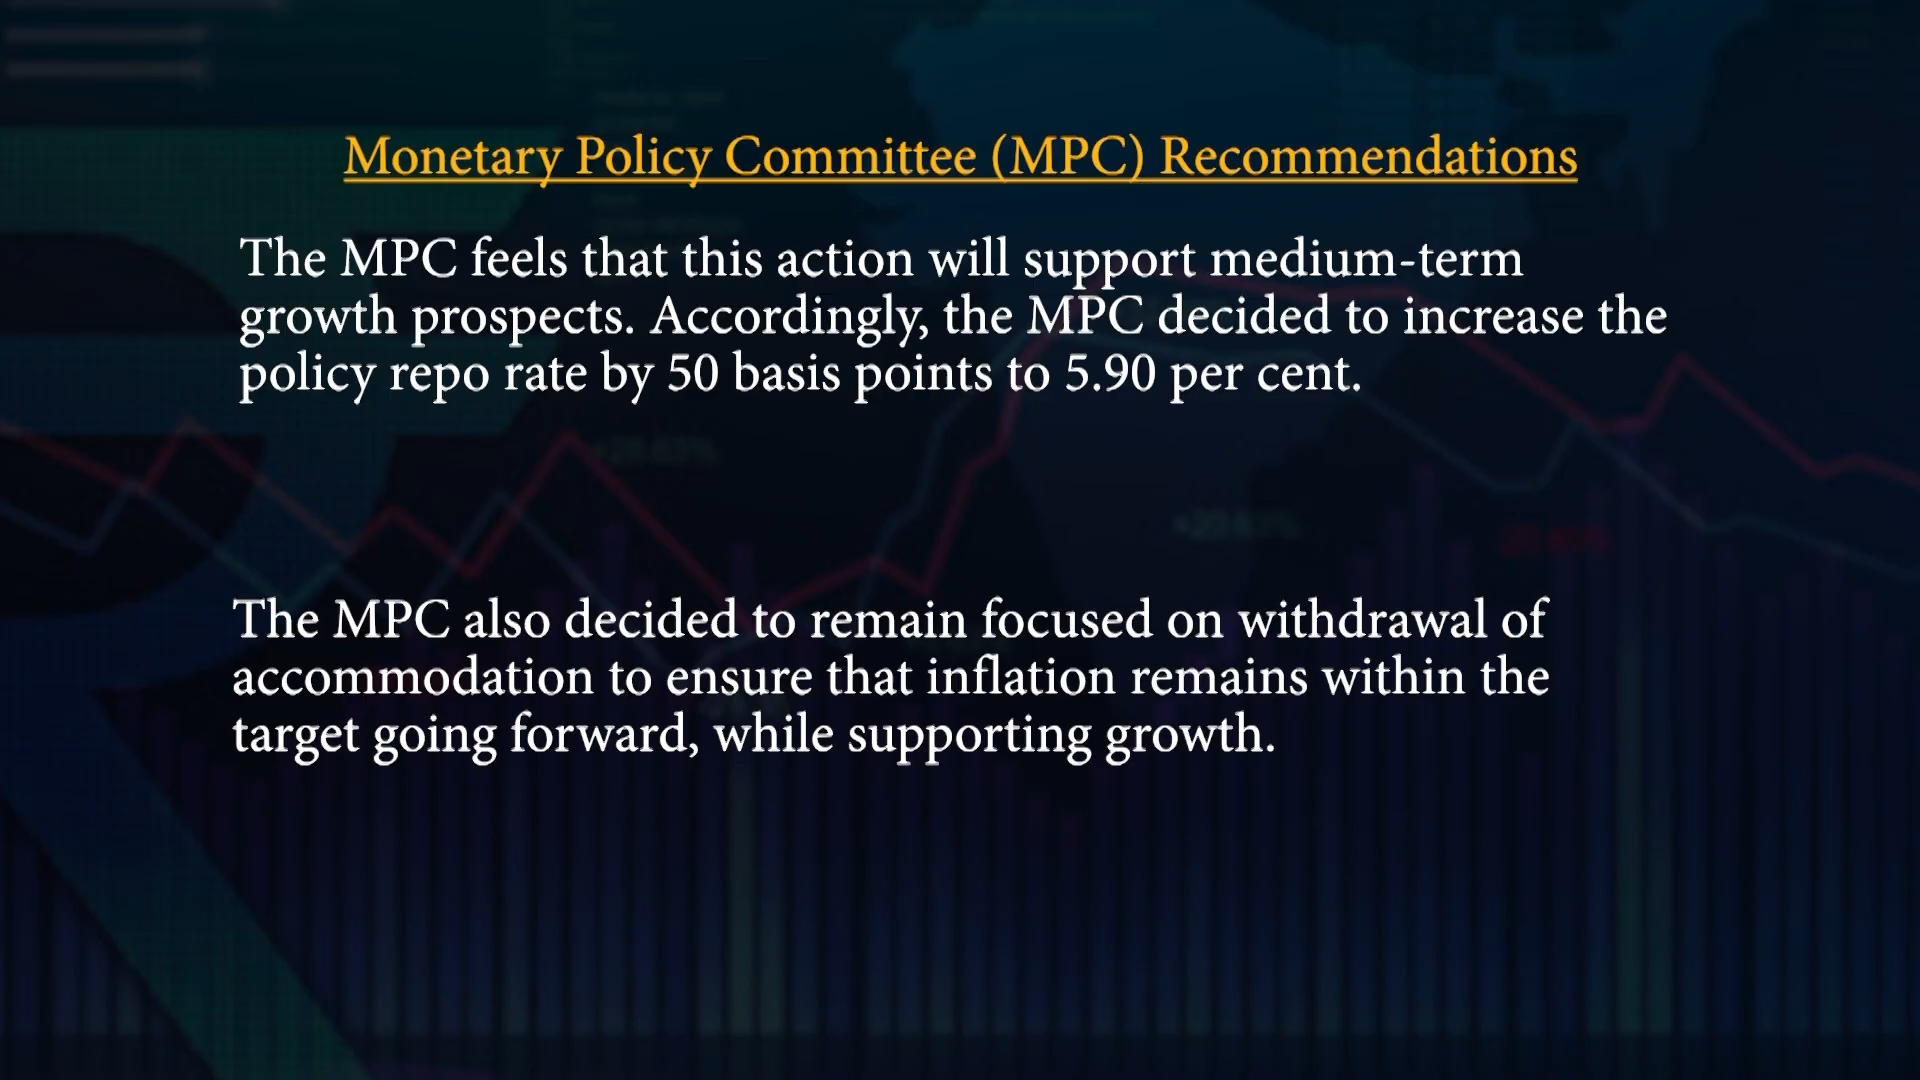 Monetary Policy Committee (MPC) Recommendations
The MPC feels that this action will support medium-term
growth prospects. Accordingly, the MPC decided to increase the
policy repo rate by 50 basis points to 5.90 per cent.
The MPC also decided to remain focused on withdrawal of
accommodation to ensure that inflation remains within the
target going forward, while supporting growth.